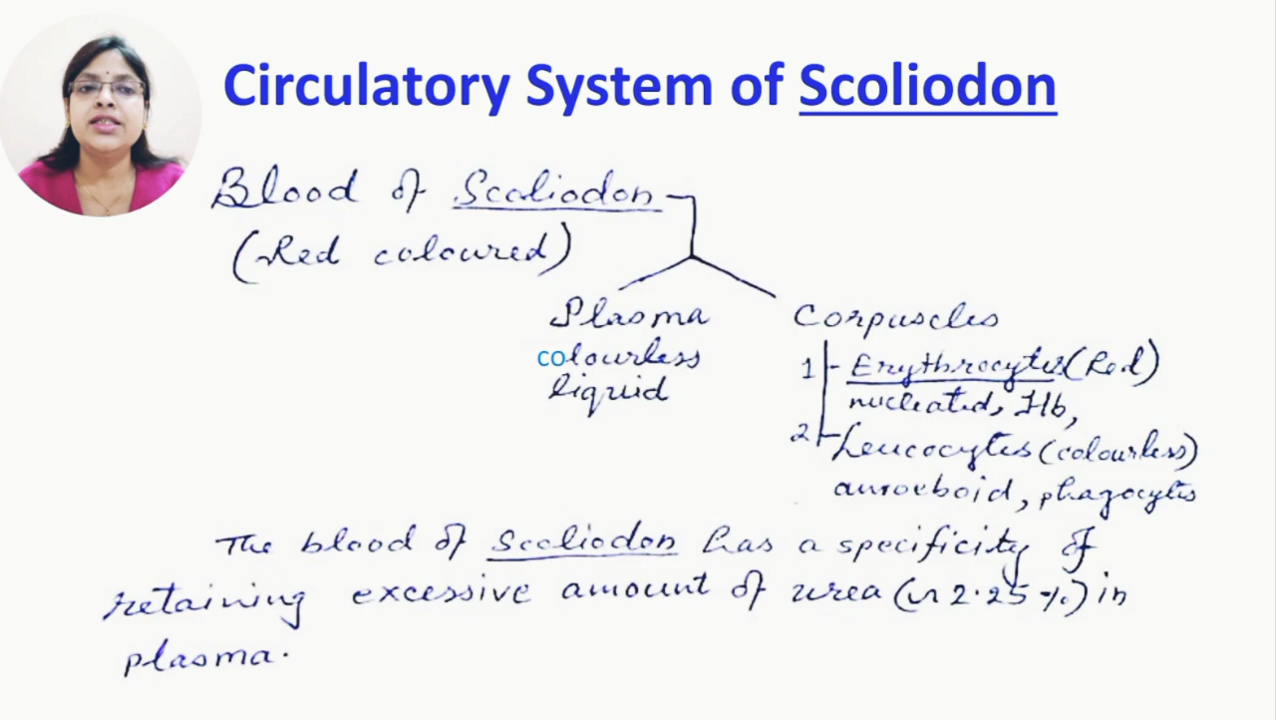 Circulatory System of Scoliodon
Blood of Scoliodon
(Red coloured)
Plasma
colourless
liquid
Corpuscles
1 Erythrocytes (Red)
nucleated, Hb,
2 Leucocytes (colourless)
amoeboid, phagocytes
The blood of Scoliodon has a specificity of
retaining excessive amount of urea (~ 2.25 %) in
plasma.